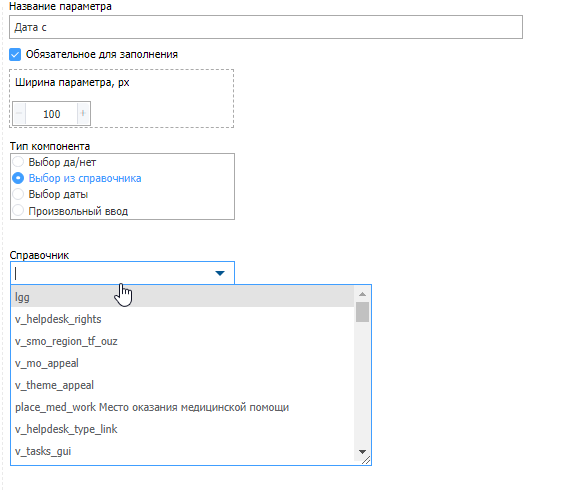 Название параметра
Дата с
Обязательное для заполнения
Ширина параметра, px
− 100 +
Тип компонента
Выбор да/нет
Выбор из справочника
Выбор даты
Произвольный ввод
Справочник
lgg
v_helpdesk_rights
v_smo_region_tf_ouz
v_mo_appeal
v_theme_appeal
place_med_work Место оказания медицинской помощи
v_helpdesk_type_link
v_tasks_gui